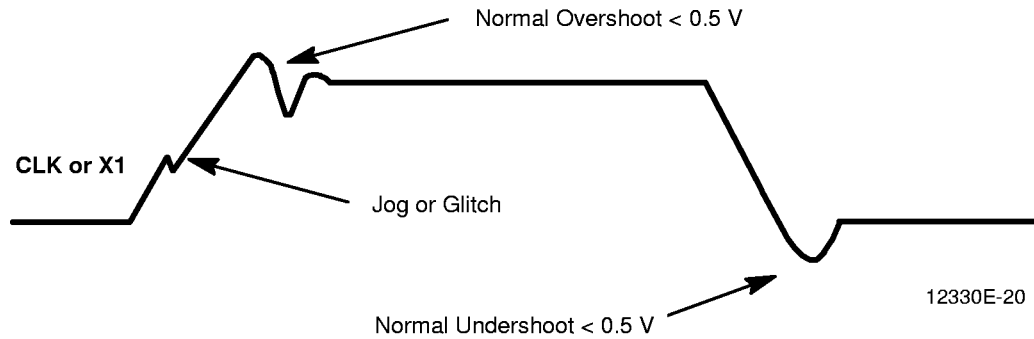 Normal Overshoot < 0.5 V
CLK or X1
Jog or Glitch
12330E-20
Normal Undershoot < 0.5 V